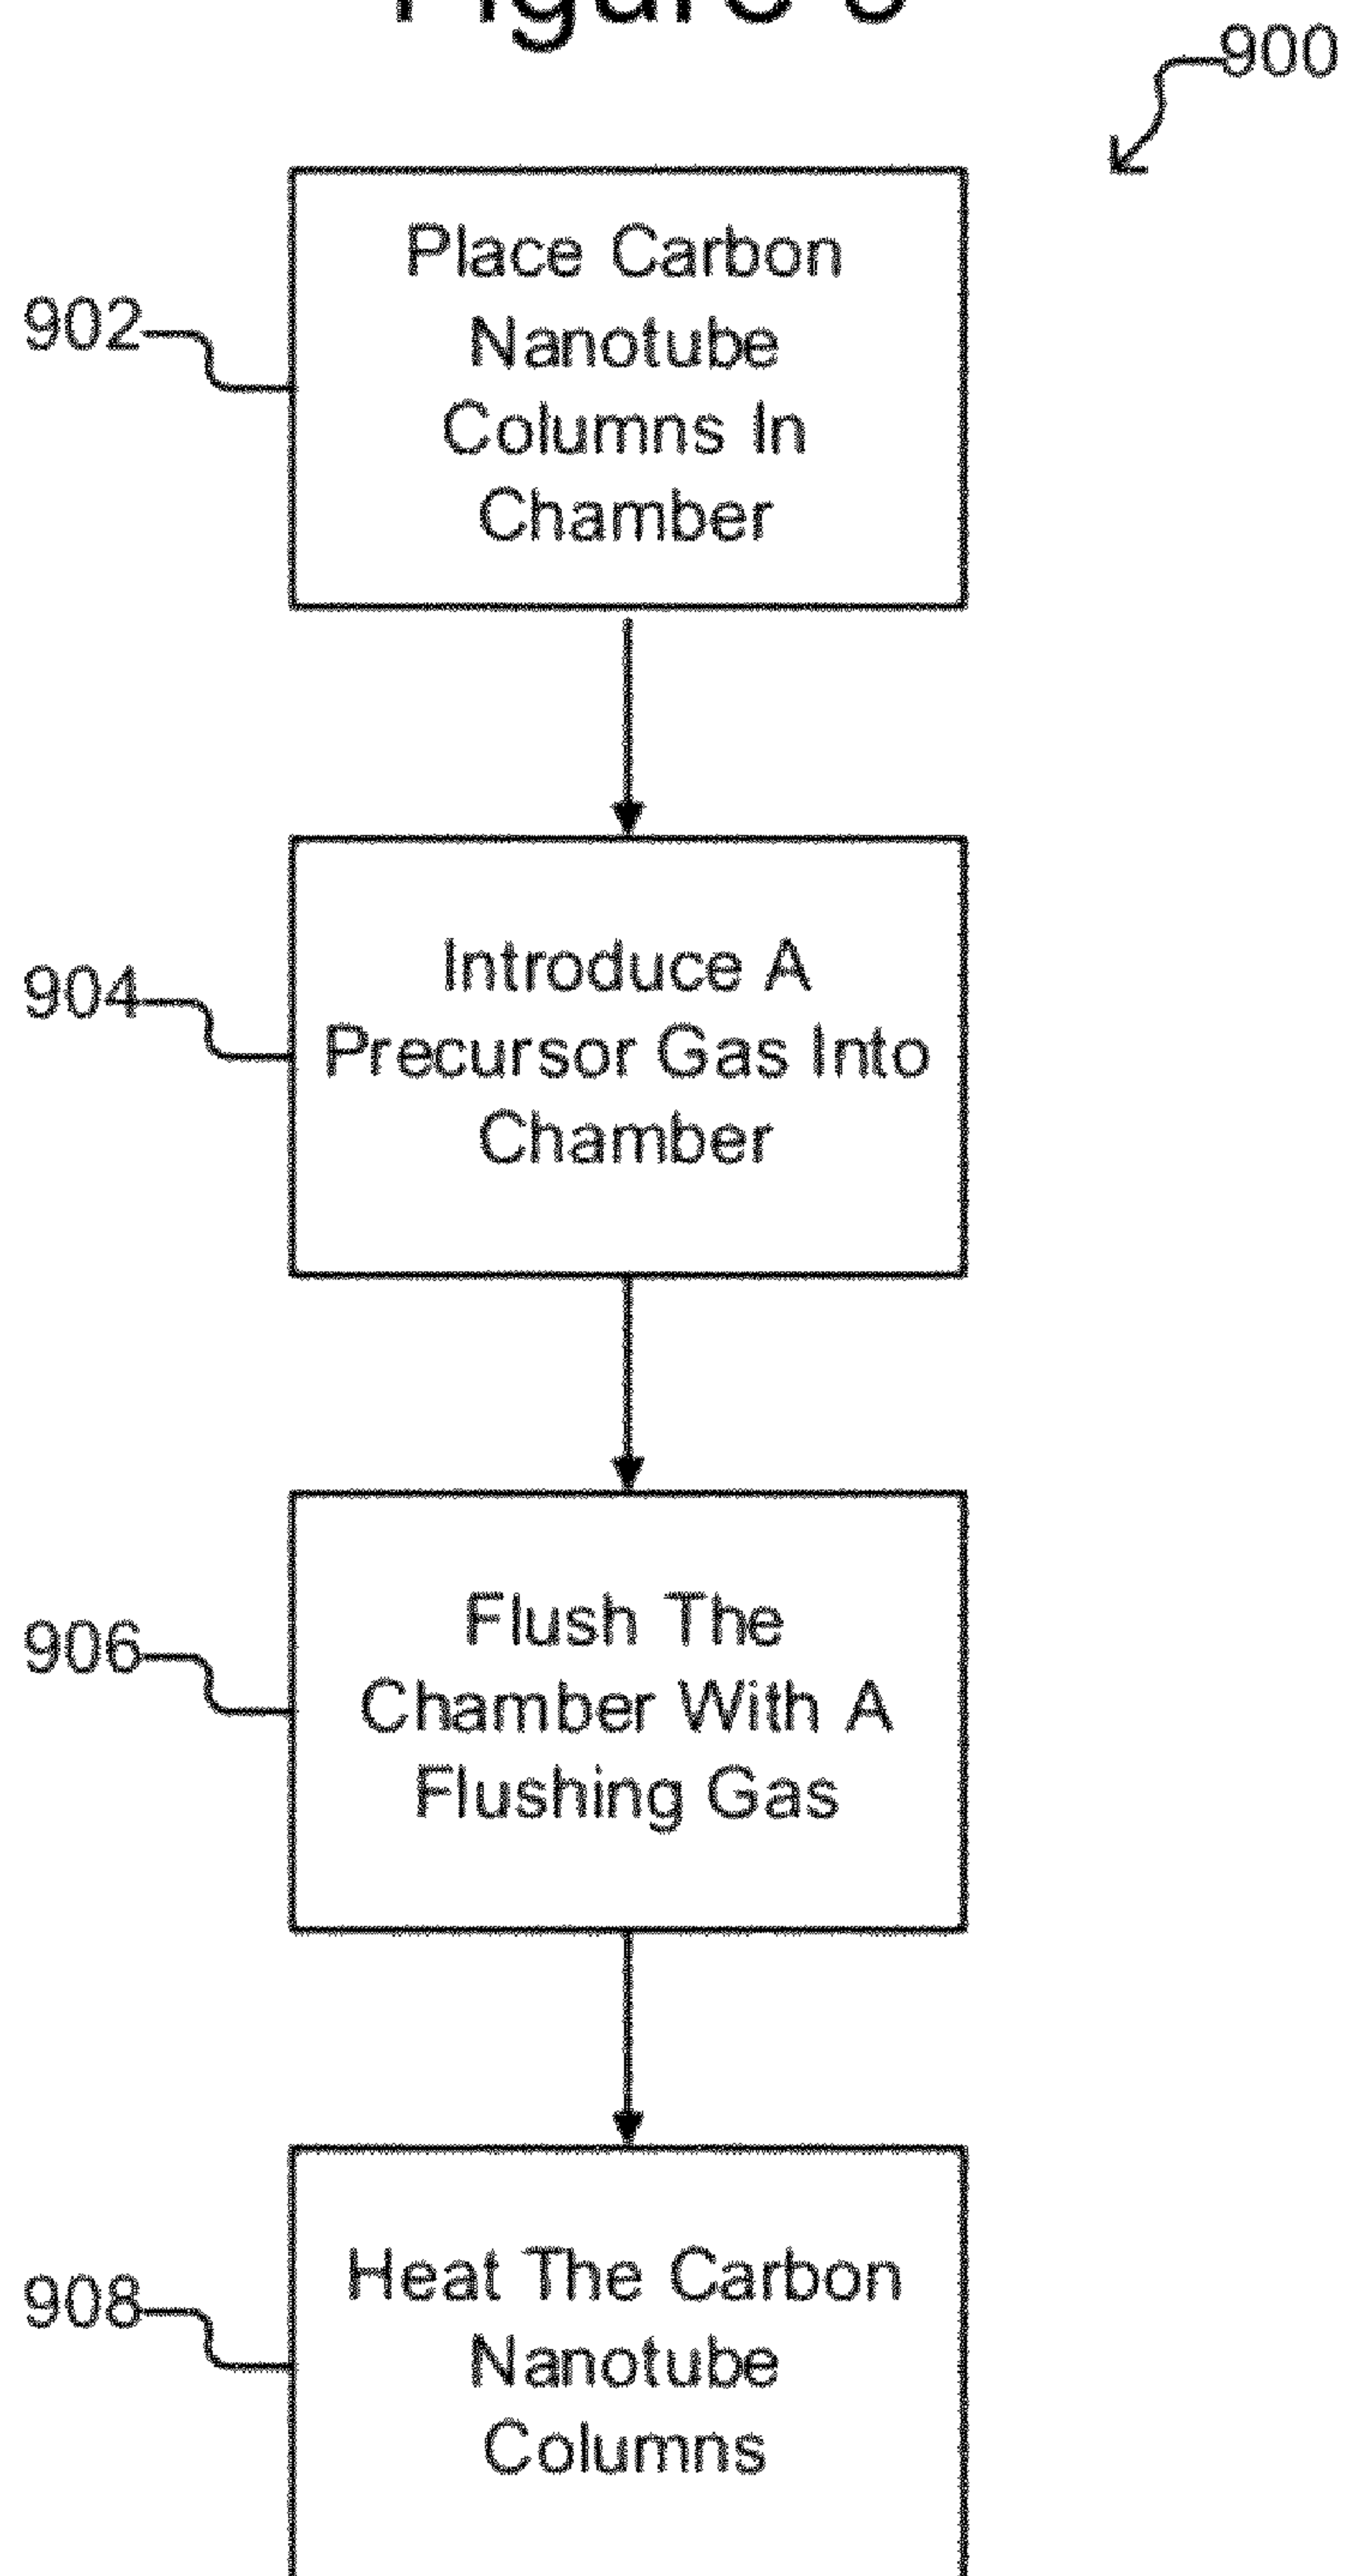 Figure
900
Place Carbon
902
Nanotube
Columns In
Chamber
Introduce A
904
Precursor Gas Into
Chamber
Flush The
906
Chamber With A
Flushing Gas
Heat The Carbon
908
Nanotube
Columns